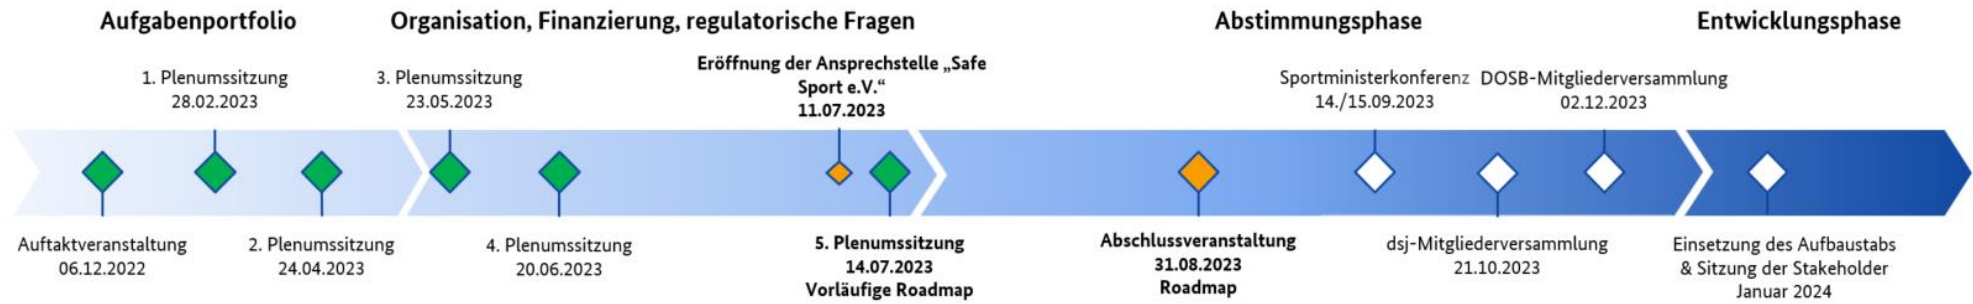 Aufgabenportfolio
Organisation, Finanzierung, regulatorische Fragen
Abstimmungsphase
Entwicklungsphase
1. Plenumssitzung
28.02.2023
3. Plenumssitzung
23.05.2023
Eröffnung der Ansprechstelle „Safe
Sport e.V.“
11.07.2023
Sportministerkonferenz
14./15.09.2023
DOSB-Mitgliederversammlung
02.12.2023
Auftaktveranstaltung
06.12.2022
2. Plenumssitzung
24.04.2023
4. Plenumssitzung
20.06.2023
5. Plenumssitzung
14.07.2023
Vorläufige Roadmap
Abschlussveranstaltung
31.08.2023
Roadmap
dsj-Mitgliederversammlung
21.10.2023
Einsetzung des Aufbaustabs
& Sitzung der Stakeholder
Januar 2024